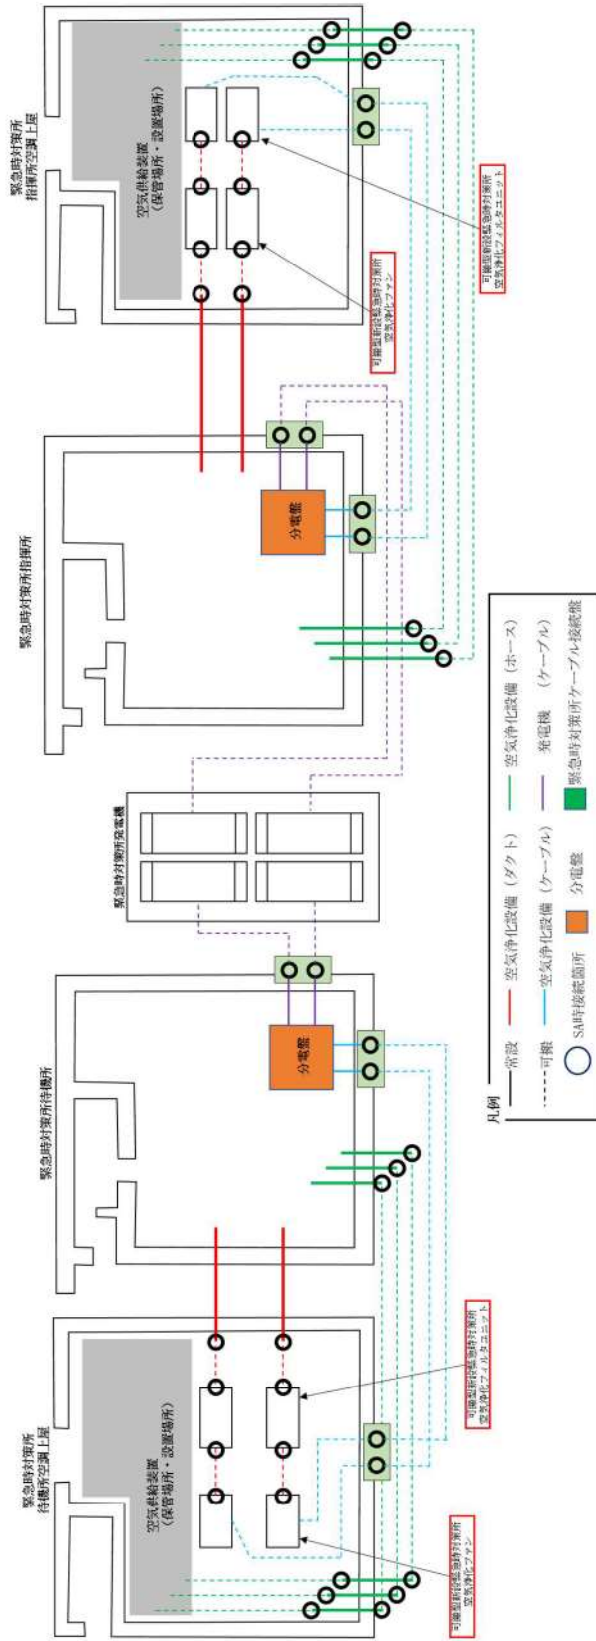 緊急時対策所
待機所空調上屋
空気供給装置
(保管場所・設置場所)
可搬型新設緊急時対策所
空気浄化ファン
可搬型新設緊急時対策所
空気浄化フィルタユニット
緊急時対策所待機所
分電盤
緊急時対策所発電機
緊急時対策所指揮所
分電盤
緊急時対策所
指揮所空調上屋
空気供給装置
(保管場所・設置場所)
可搬型新設緊急時対策所
空気浄化ファン
可搬型新設緊急時対策所
空気浄化フィルタユニット
凡例
常設 空気浄化設備(ダクト) 空気浄化設備(ホース)
可搬 空気浄化設備(ケーブル) 発電機 (ケーブル)
SA時接続箇所 分電盤 緊急時対策所ケーブル接続盤